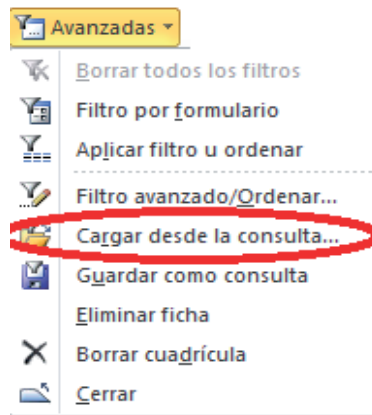 Avanzadas
Borrar todos los filtros
Filtro por formulario
Aplicar filtro u ordenar
Filtro avanzado/Ordenar...
Cargar desde la consulta...
Guardar como consulta
Eliminar ficha
Borrar cuadrícula
Cerrar